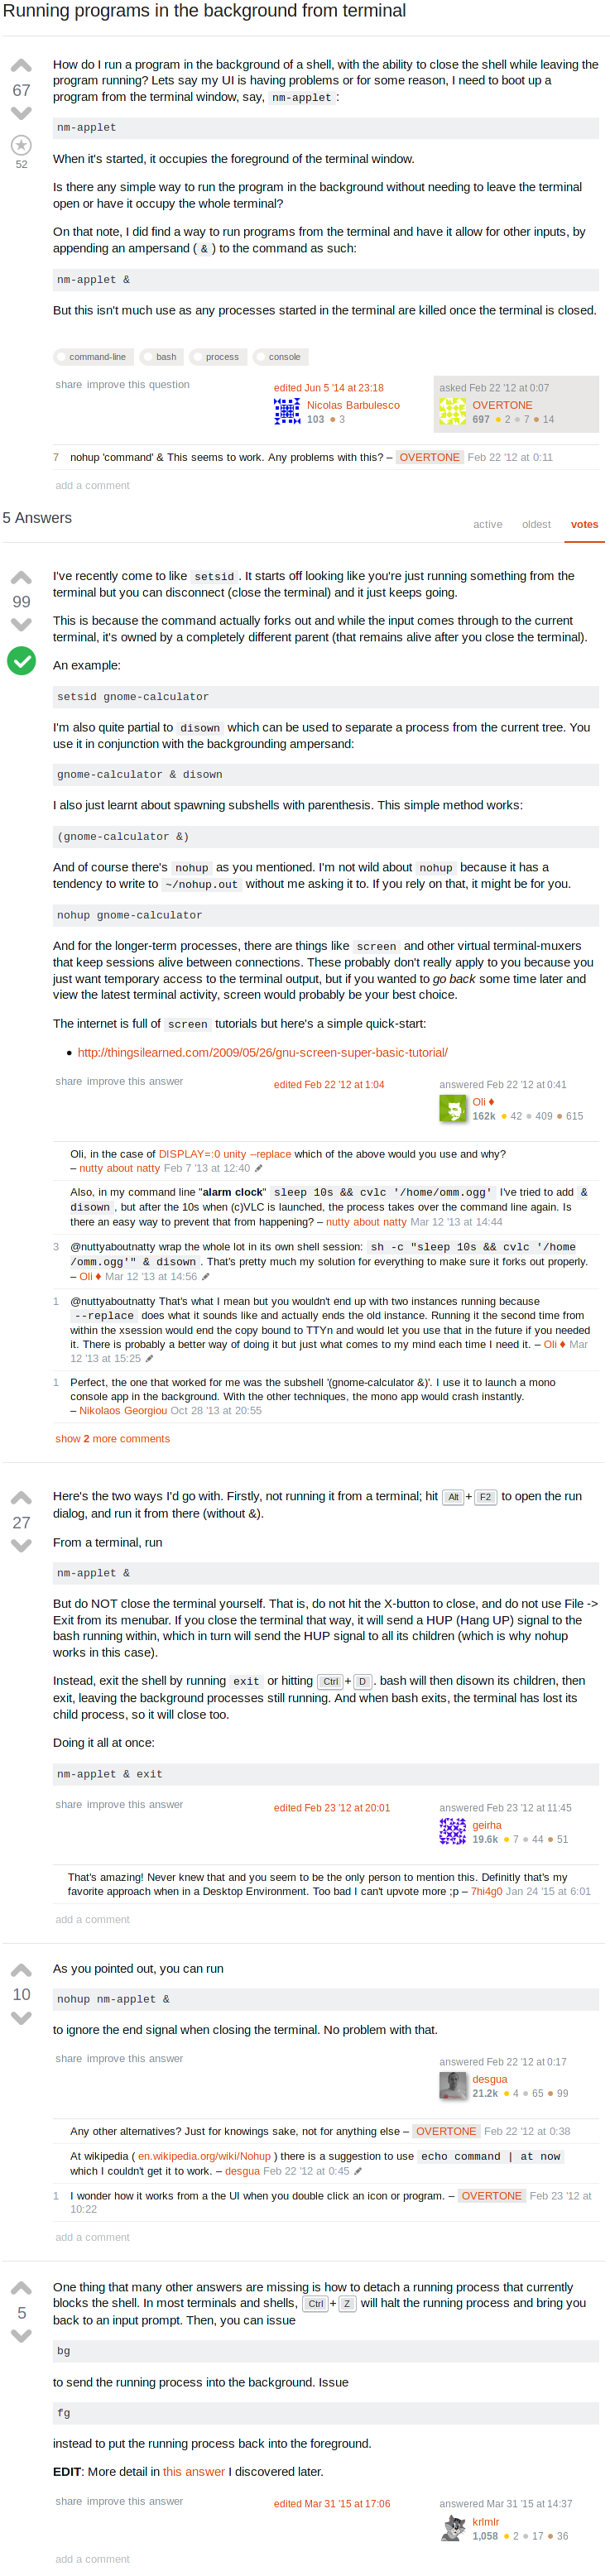 Running programs in the background from terminal
67
52
How do I run a program in the background of a shell, with the ability to close the shell while leaving the
program running? Lets say my UI is having problems or for some reason, I need to boot up a
program from the terminal window, say, nm-applet :
nm-applet
When it's started, it occupies the foreground of the terminal window.
Is there any simple way to run the program in the background without needing to leave the terminal
open or have it occupy the whole terminal?
On that note, I did find a way to run programs from the terminal and have it allow for other inputs, by
appending an ampersand ( & ) to the command as such:
nm-applet &
But this isn't much use as any processes started in the terminal are killed once the terminal is closed.
command-line bash process console
share improve this question
edited Jun 5 '14 at 23:18
Nicolas Barbulesco
103 3
asked Feb 22 '12 at 0:07
OVERTONE
697 2 7 14
7 nohup 'command' & This seems to work. Any problems with this? – OVERTONE Feb 22 '12 at 0:11
add a comment
5 Answers
active oldest votes
99
I've recently come to like setsid . It starts off looking like you're just running something from the
terminal but you can disconnect (close the terminal) and it just keeps going.
This is because the command actually forks out and while the input comes through to the current
terminal, it's owned by a completely different parent (that remains alive after you close the terminal).
An example:
setsid gnome-calculator
I'm also quite partial to disown which can be used to separate a process from the current tree. You
use it in conjunction with the backgrounding ampersand:
gnome-calculator & disown
I also just learnt about spawning subshells with parenthesis. This simple method works:
(gnome-calculator &)
And of course there's nohup as you mentioned. I'm not wild about nohup because it has a
tendency to write to ~/nohup.out without me asking it to. If you rely on that, it might be for you.
nohup gnome-calculator
And for the longer-term processes, there are things like screen and other virtual terminal-muxers
that keep sessions alive between connections. These probably don't really apply to you because you
just want temporary access to the terminal output, but if you wanted to go back some time later and
view the latest terminal activity, screen would probably be your best choice.
The internet is full of screen tutorials but here's a simple quick-start:
• http://thingsilearned.com/2009/05/26/gnu-screen-super-basic-tutorial/
share improve this answer
edited Feb 22 '12 at 1:04
answered Feb 22 '12 at 0:41
Oli ♦
162k 42 409 615
Oli, in the case of DISPLAY=:0 unity --replace which of the above would you use and why?
– nutty about natty Feb 7 '13 at 12:40
Also, in my command line "alarm clock" sleep 10s && cvlc '/home/omm.ogg' I've tried to add &
disown , but after the 10s when (c)VLC is launched, the process takes over the command line again. Is
there an easy way to prevent that from happening? – nutty about natty Mar 12 '13 at 14:44
3 @nuttyaboutnatty wrap the whole lot in its own shell session: sh -c "sleep 10s && cvlc '/home
/omm.ogg'" & disown . That's pretty much my solution for everything to make sure it forks out properly.
– Oli ♦ Mar 12 '13 at 14:56
1 @nuttyaboutnatty That's what I mean but you wouldn't end up with two instances running because
--replace does what it sounds like and actually ends the old instance. Running it the second time from
within the xsession would end the copy bound to TTYn and would let you use that in the future if you needed
it. There is probably a better way of doing it but just what comes to my mind each time I need it. – Oli ♦ Mar
12 '13 at 15:25
1 Perfect, the one that worked for me was the subshell '(gnome-calculator &)'. I use it to launch a mono
console app in the background. With the other techniques, the mono app would crash instantly.
– Nikolaos Georgiou Oct 28 '13 at 20:55
show 2 more comments
27
Here's the two ways I'd go with. Firstly, not running it from a terminal; hit Alt + F2 to open the run
dialog, and run it from there (without &).
From a terminal, run
nm-applet &
But do NOT close the terminal yourself. That is, do not hit the X-button to close, and do not use File ->
Exit from its menubar. If you close the terminal that way, it will send a HUP (Hang UP) signal to the
bash running within, which in turn will send the HUP signal to all its children (which is why nohup
works in this case).
Instead, exit the shell by running exit or hitting Ctrl + D . bash will then disown its children, then
exit, leaving the background processes still running. And when bash exits, the terminal has lost its
child process, so it will close too.
Doing it all at once:
nm-applet & exit
share improve this answer
edited Feb 23 '12 at 20:01
answered Feb 23 '12 at 11:45
geirha
19.6k 7 44 51
That's amazing! Never knew that and you seem to be the only person to mention this. Definitly that's my
favorite approach when in a Desktop Environment. Too bad I can't upvote more ;p – 7hi4g0 Jan 24 '15 at 6:01
add a comment
10
As you pointed out, you can run
nohup nm-applet &
to ignore the end signal when closing the terminal. No problem with that.
share improve this answer
answered Feb 22 '12 at 0:17
desgua
21.2k 4 65 99
Any other alternatives? Just for knowings sake, not for anything else – OVERTONE Feb 22 '12 at 0:38
At wikipedia ( en.wikipedia.org/wiki/Nohup ) there is a suggestion to use echo command | at now
which I couldn't get it to work. – desgua Feb 22 '12 at 0:45
1 I wonder how it works from a the UI when you double click an icon or program. – OVERTONE Feb 23 '12 at
10:22
add a comment
5
One thing that many other answers are missing is how to detach a running process that currently
blocks the shell. In most terminals and shells, Ctrl + Z will halt the running process and bring you
back to an input prompt. Then, you can issue
bg
to send the running process into the background. Issue
fg
instead to put the running process back into the foreground.
EDIT: More detail in this answer I discovered later.
share improve this answer
edited Mar 31 '15 at 17:06
answered Mar 31 '15 at 14:37
krlmlr
1,058 2 17 36
add a comment